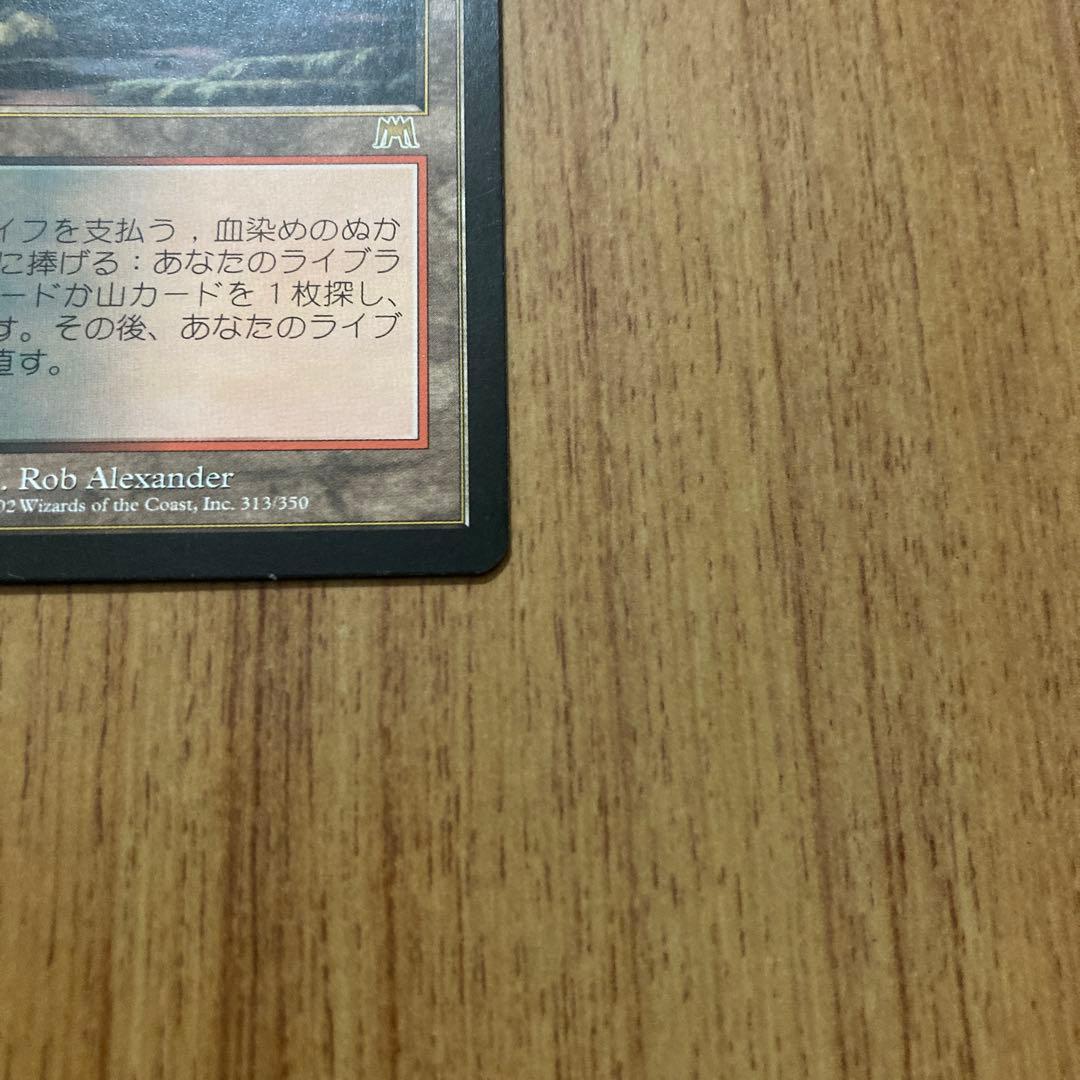 イフを支払う , 血染めのぬか
に捧げる：あなたのライブラ
ードか山カードを１枚探し、
す。その後、あなたのライブ
直す。
. Rob Alexander
02 Wizards of the Coast, Inc. 313/350